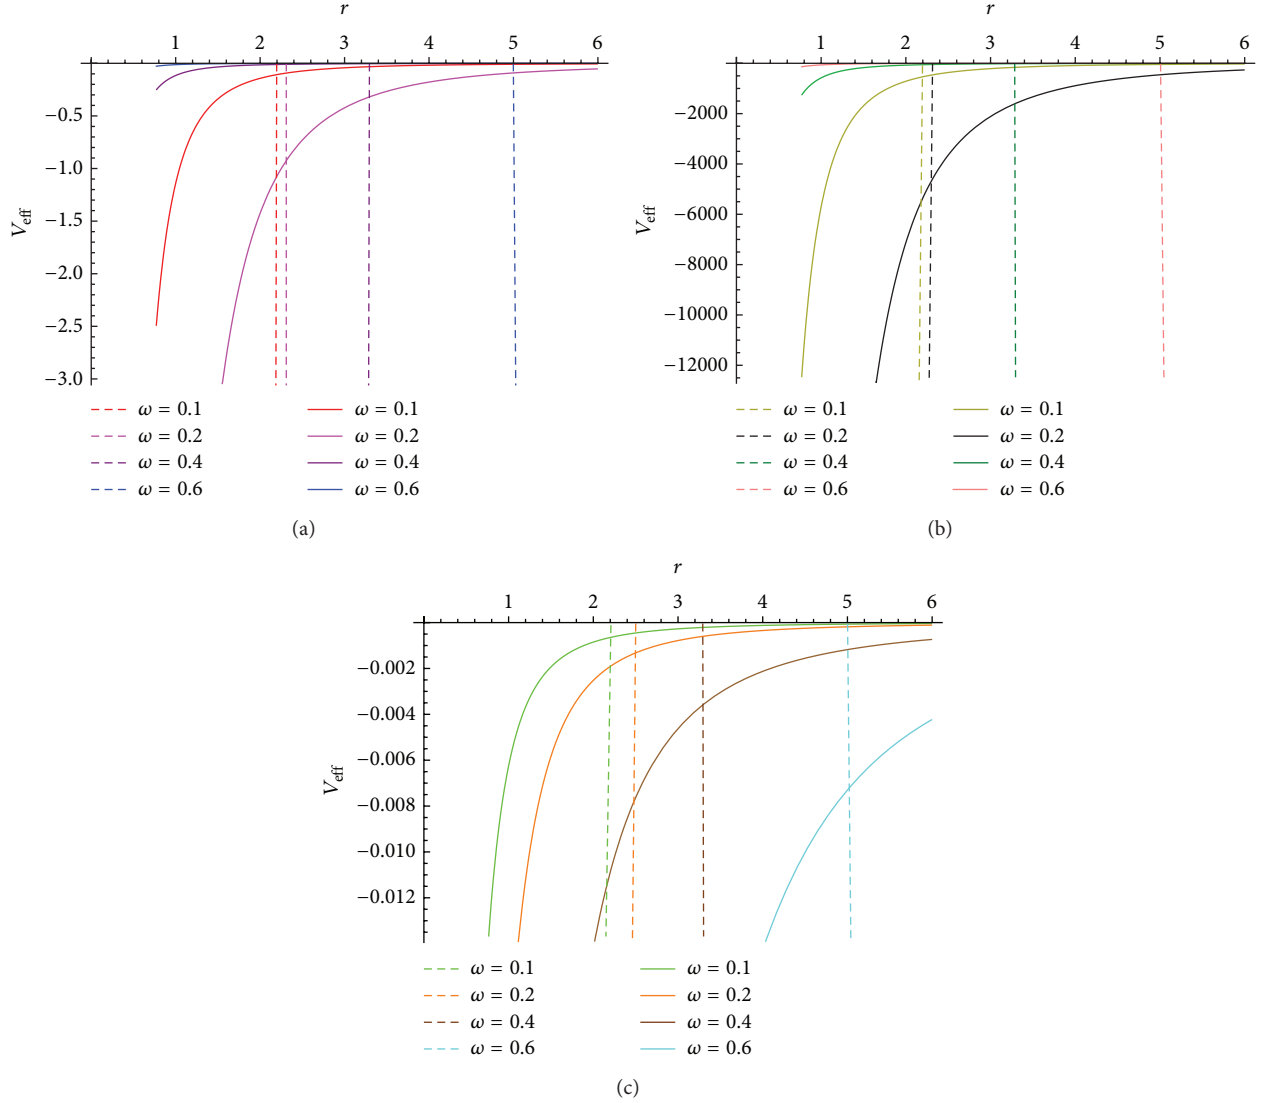 r
1 2 3 4 5 6
−0.5
−1.0
−1.5
−2.0
−2.5
−3.0
V_eff
ω = 0.1 ω = 0.1
ω = 0.2 ω = 0.2
ω = 0.4 ω = 0.4
ω = 0.6 ω = 0.6
(a)
r
1 2 3 4 5 6
−2000
−4000
−6000
−8000
−10000
−12000
V_eff
ω = 0.1 ω = 0.1
ω = 0.2 ω = 0.2
ω = 0.4 ω = 0.4
ω = 0.6 ω = 0.6
(b)
r
1 2 3 4 5 6
−0.002
−0.004
−0.006
−0.008
−0.010
−0.012
V_eff
ω = 0.1 ω = 0.1
ω = 0.2 ω = 0.2
ω = 0.4 ω = 0.4
ω = 0.6 ω = 0.6
(c)